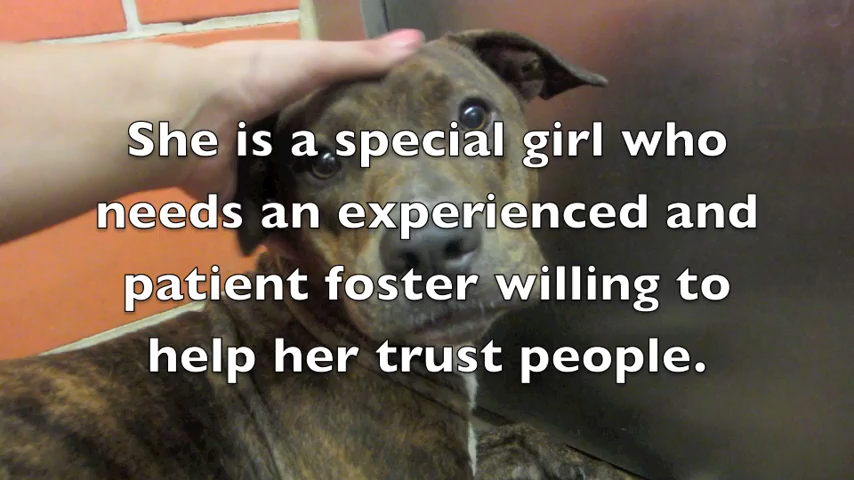 She is a special girl who
needs an experienced and
patient foster willing to
help her trust people.